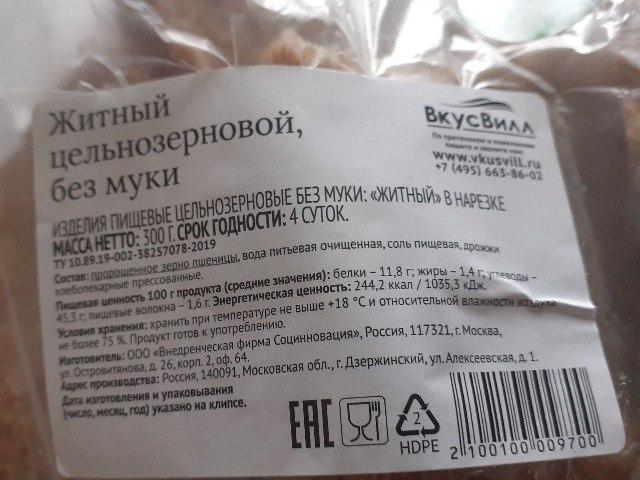 Житный
цельнозерновой,
без муки
ВкусВилл
По претензиям и пожеланиям
пишите и звоните нам:
www.vkusvill.ru
+7 (495) 663-86-02
ИЗДЕЛИЯ ПИЩЕВЫЕ ЦЕЛЬНОЗЕРНОВЫЕ БЕЗ МУКИ: «ЖИТНЫЙ» В НАРЕЗКЕ
МАССА НЕТТО: 300 Г. СРОК ГОДНОСТИ: 4 СУТОК.
ТУ 10.89.19-002-38257078-2019
Состав: пророщенное зерно пшеницы, вода питьевая очищенная, соль пищевая, дрожжи
хлебопекарные прессованные.
Пищевая ценность 100 г продукта (средние значения): белки – 11,8 г; жиры – 1,4 г; углеводы –
45,3 г; пищевые волокна – 1,6 г. Энергетическая ценность: 244,2 ккал / 1035,3 кДж.
Условия хранения: хранить при температуре не выше +18 °С и относительной влажности воздуха
не более 75 %. Продукт готов к употреблению.
Изготовитель: ООО «Внедренческая фирма Социнновация», Россия, 117321, г. Москва,
ул. Островитянова, д. 26, корп. 2, оф. 64.
Адрес производства: Россия, 140091, Московская обл., г. Дзержинский, ул. Алексеевская, д. 1.
Дата изготовления и упаковывания
(число, месяц, год) указано на клипсе.
ЕАС
2
HDPE
2 100100 009700